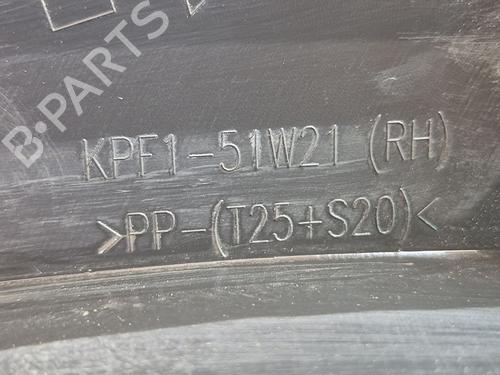 B-PARTS
KPF1-51W21 (RH)
>PP-(T25+S20)<